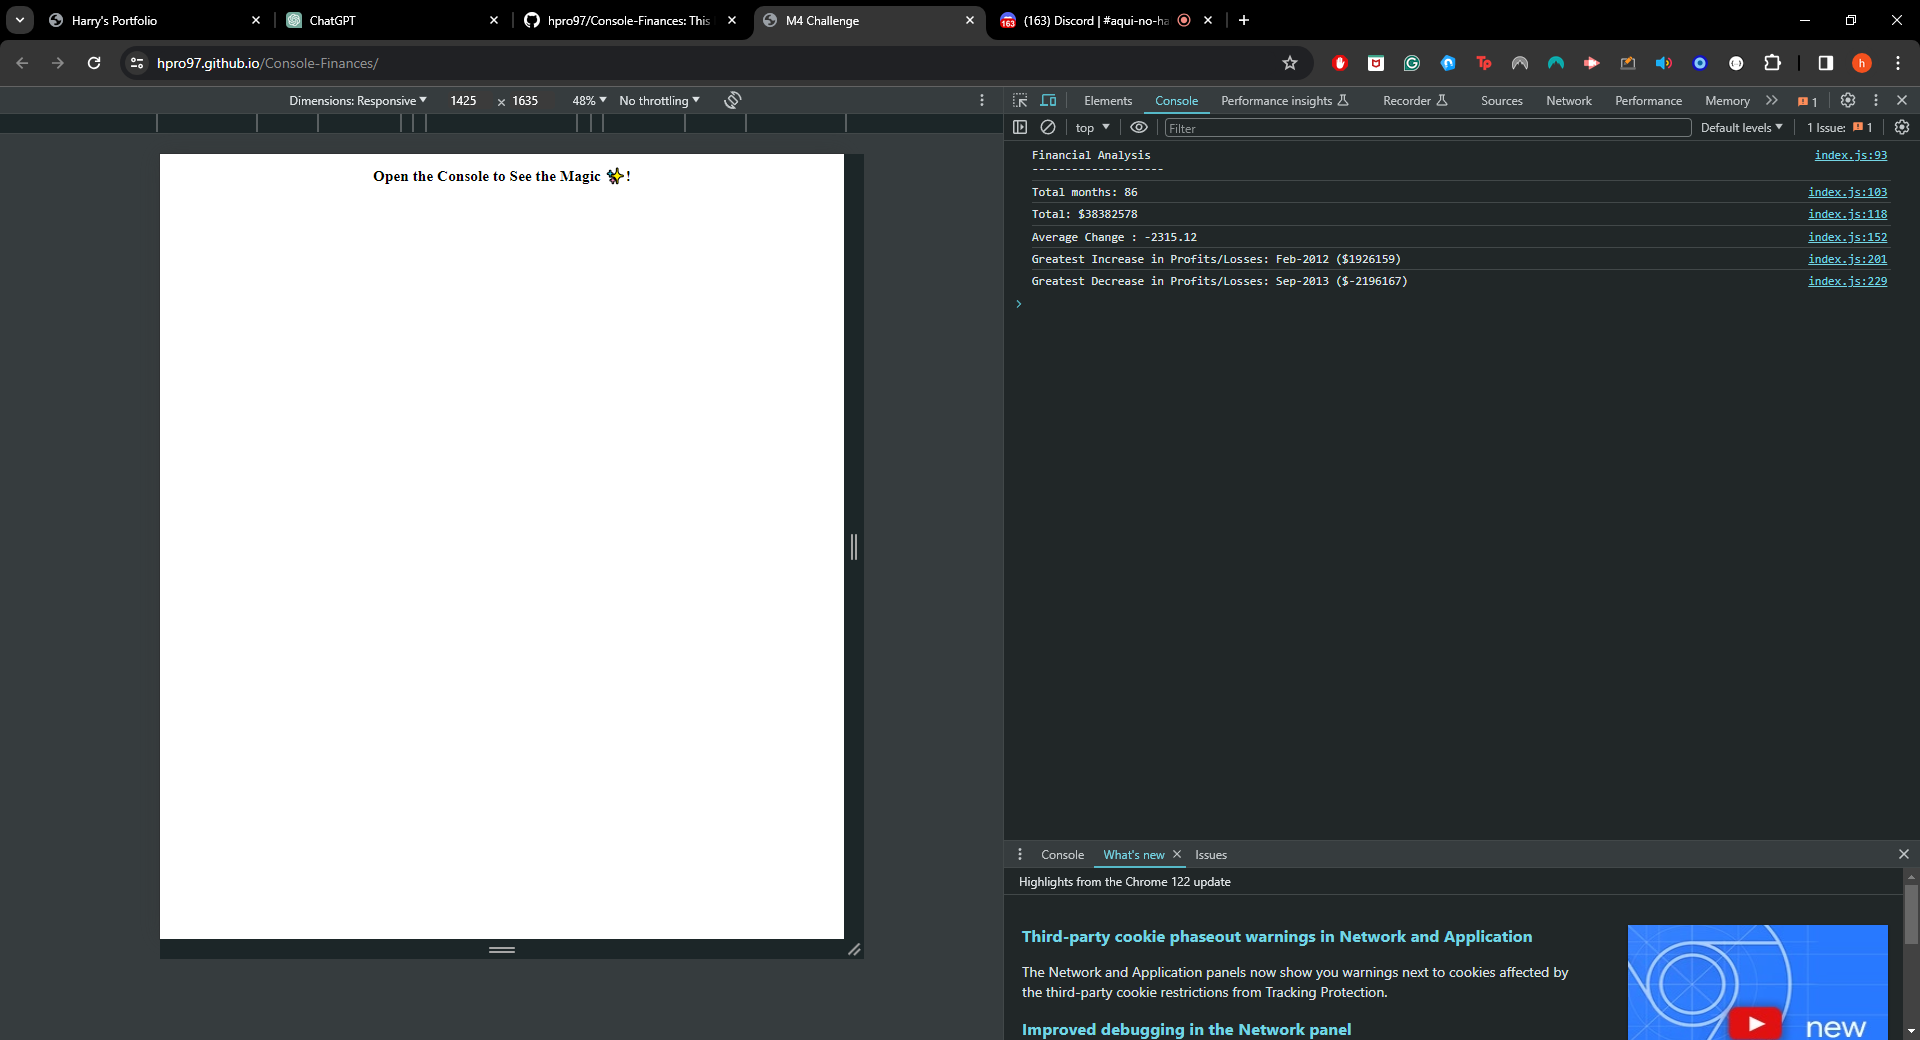 Harry's Portfolio
ChatGPT
hpro97/Console-Finances: This
M4 Challenge
(163) Discord | #aqui-no-ha
hpro97.github.io/Console-Finances/
Dimensions: Responsive 1425 × 1635 48% No throttling
Elements Console Performance insights Recorder Sources Network Performance Memory 1
top Filter Default levels 1 Issue: 1
Open the Console to See the Magic ✨!
Financial Analysis index.js:93
--------------------
Total months: 86 index.js:103
Total: $38382578 index.js:118
Average Change : -2315.12 index.js:152
Greatest Increase in Profits/Losses: Feb-2012 ($1926159) index.js:201
Greatest Decrease in Profits/Losses: Sep-2013 ($-2196167) index.js:229
Console What's new Issues
Highlights from the Chrome 122 update
Third-party cookie phaseout warnings in Network and Application
The Network and Application panels now show you warnings next to cookies affected by
the third-party cookie restrictions from Tracking Protection.
Improved debugging in the Network panel
new